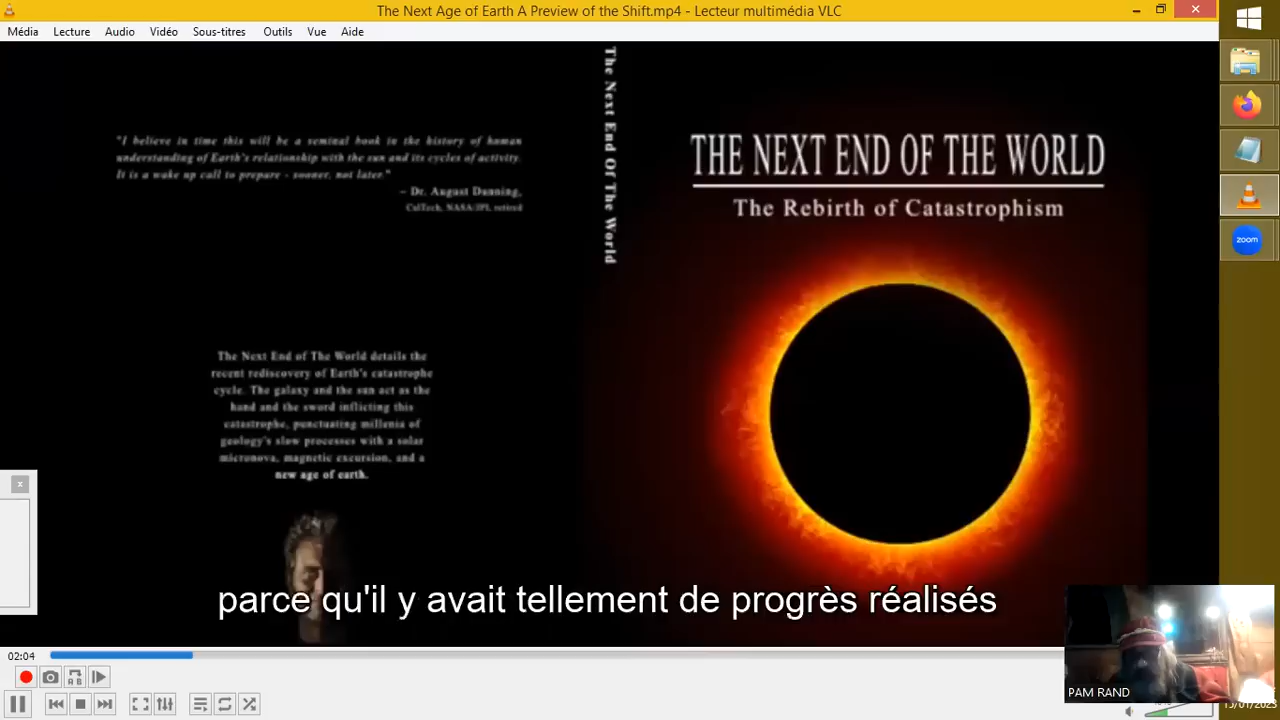 The Next Age of Earth A Preview of the Shift.mp4 - Lecteur multimédia VLC
Média Lecture Audio Vidéo Sous-titres Outils Vue Aide
"I believe in time this will be a seminal book in the history of human
understanding of Earth's relationship with the sun and its cycles of activity.
It is a wake up call to prepare - sooner, not later."
~ Dr. August Dunning,
CalTech, NASA/JPL retired
The Next End of The World details the
recent rediscovery of Earth's catastrophe
cycle. The galaxy and the sun act as the
hand and the sword inflicting this
catastrophe, punctuating millenia of
geology's slow processes with a solar
micronova, magnetic excursion, and a
new age of earth.
The Next End Of The World
THE NEXT END OF THE WORLD
The Rebirth of Catastrophism
parce qu'il y avait tellement de progrès réalisés
zoom
PAM RAND
02:04
15/01/2023